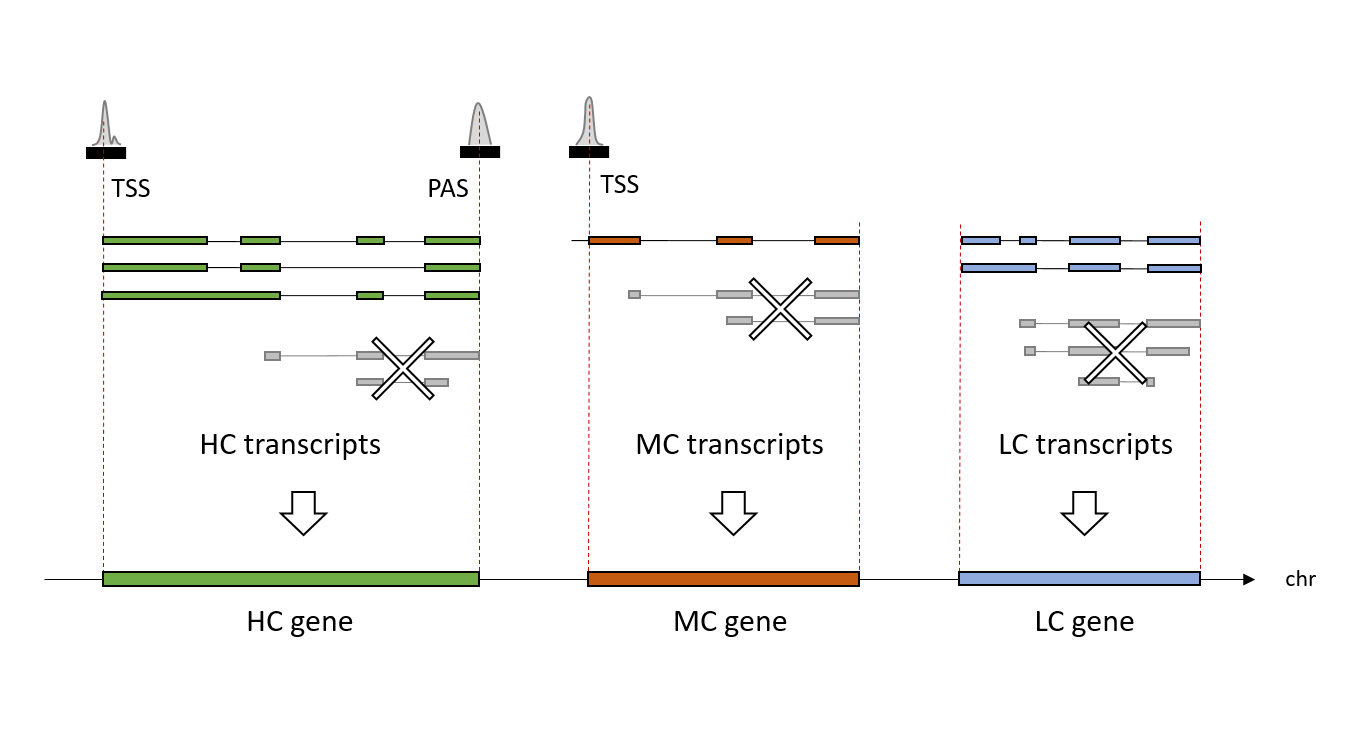 TSS
PAS
TSS
HC transcripts
MC transcripts
LC transcripts
chr
HC gene
MC gene
LC gene